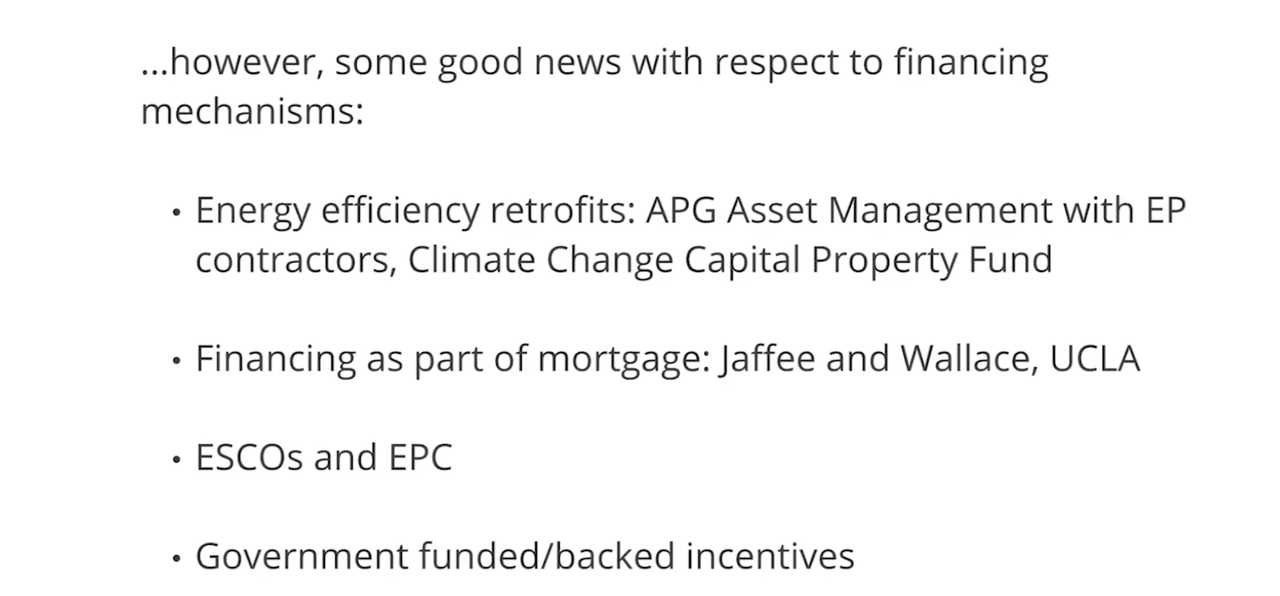 ...however, some good news with respect to financing
mechanisms:
• Energy efficiency retrofits: APG Asset Management with EP
contractors, Climate Change Capital Property Fund
• Financing as part of mortgage: Jaffee and Wallace, UCLA
• ESCOs and EPC
• Government funded/backed incentives